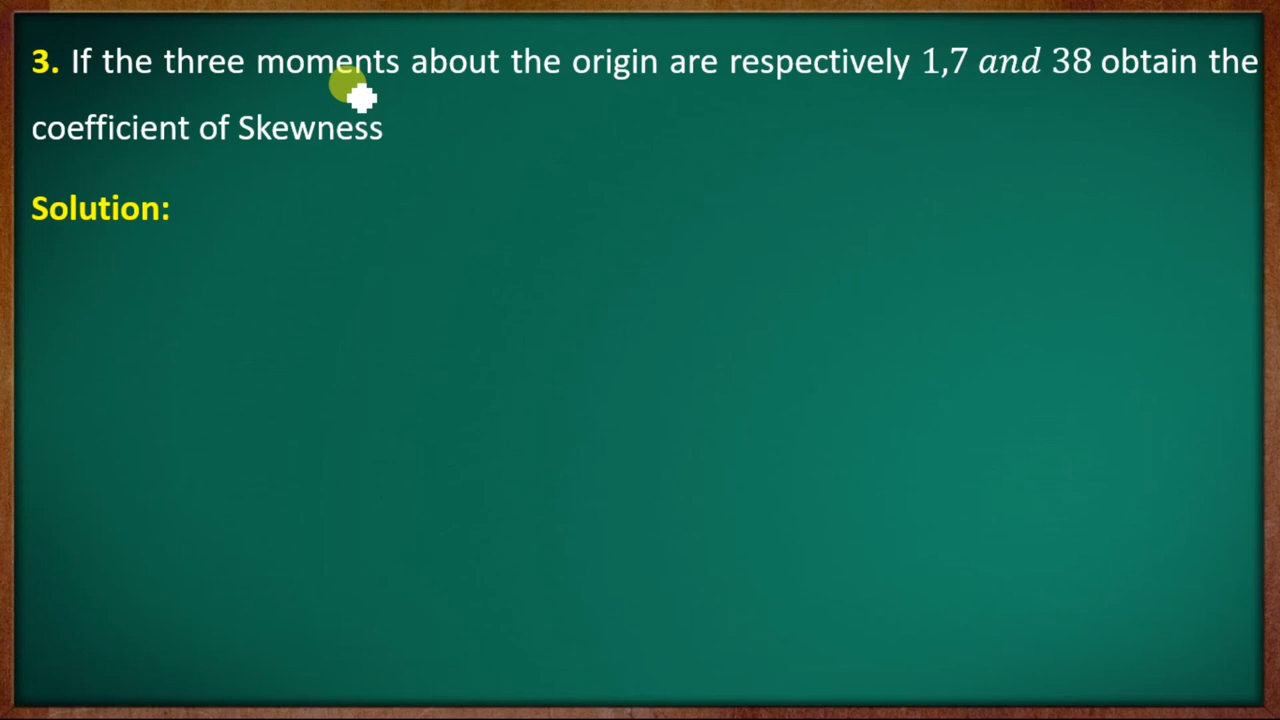 3. If the three moments about the origin are respectively 1,7 and 38 obtain the
coefficient of Skewness
Solution: